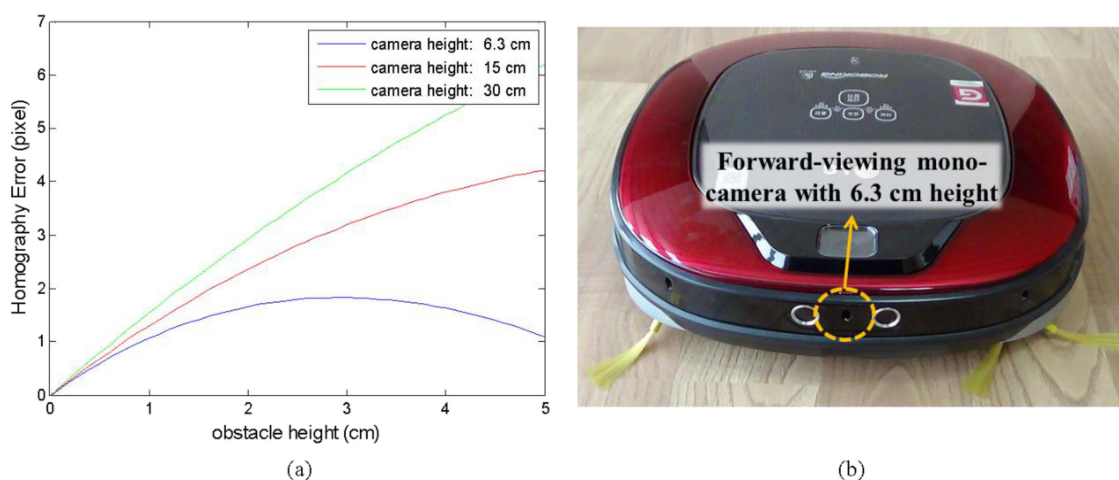 7
6
5
4
3
2
1
0
Homography Error (pixel)
camera height: 6.3 cm
camera height: 15 cm
camera height: 30 cm
0 1 2 3 4 5
obstacle height (cm)
(a)
ROBOKING
G
Forward-viewing mono-
camera with 6.3 cm height
(b)